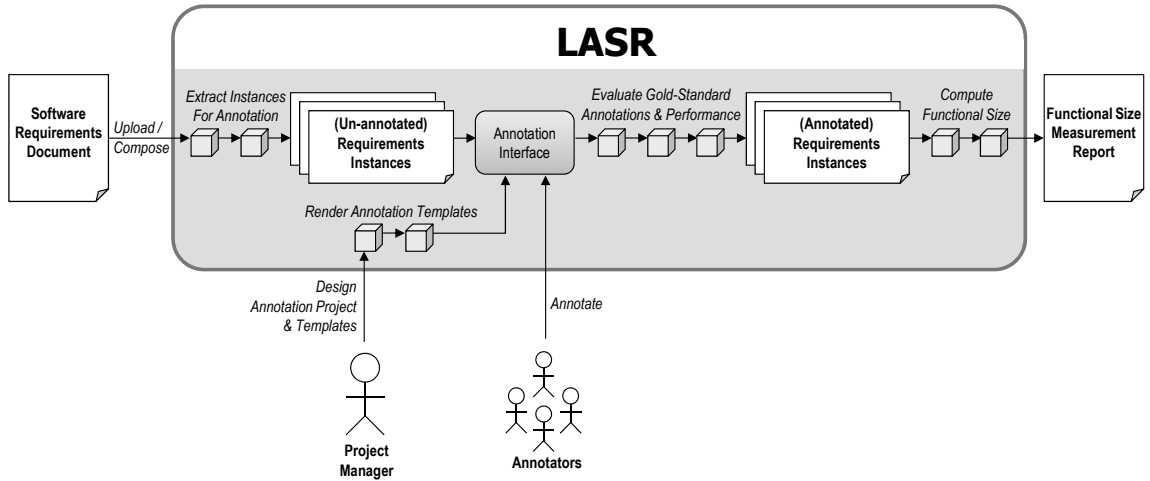 LASR
Software
Requirements
Document
Upload /
Compose
Extract Instances
For Annotation
(Un-annotated)
Requirements
Instances
Annotation
Interface
Evaluate Gold-Standard
Annotations & Performance
(Annotated)
Requirements
Instances
Compute
Functional Size
Functional Size
Measurement
Report
Render Annotation Templates
Design
Annotation Project
& Templates
Annotate
Project
Manager
Annotators